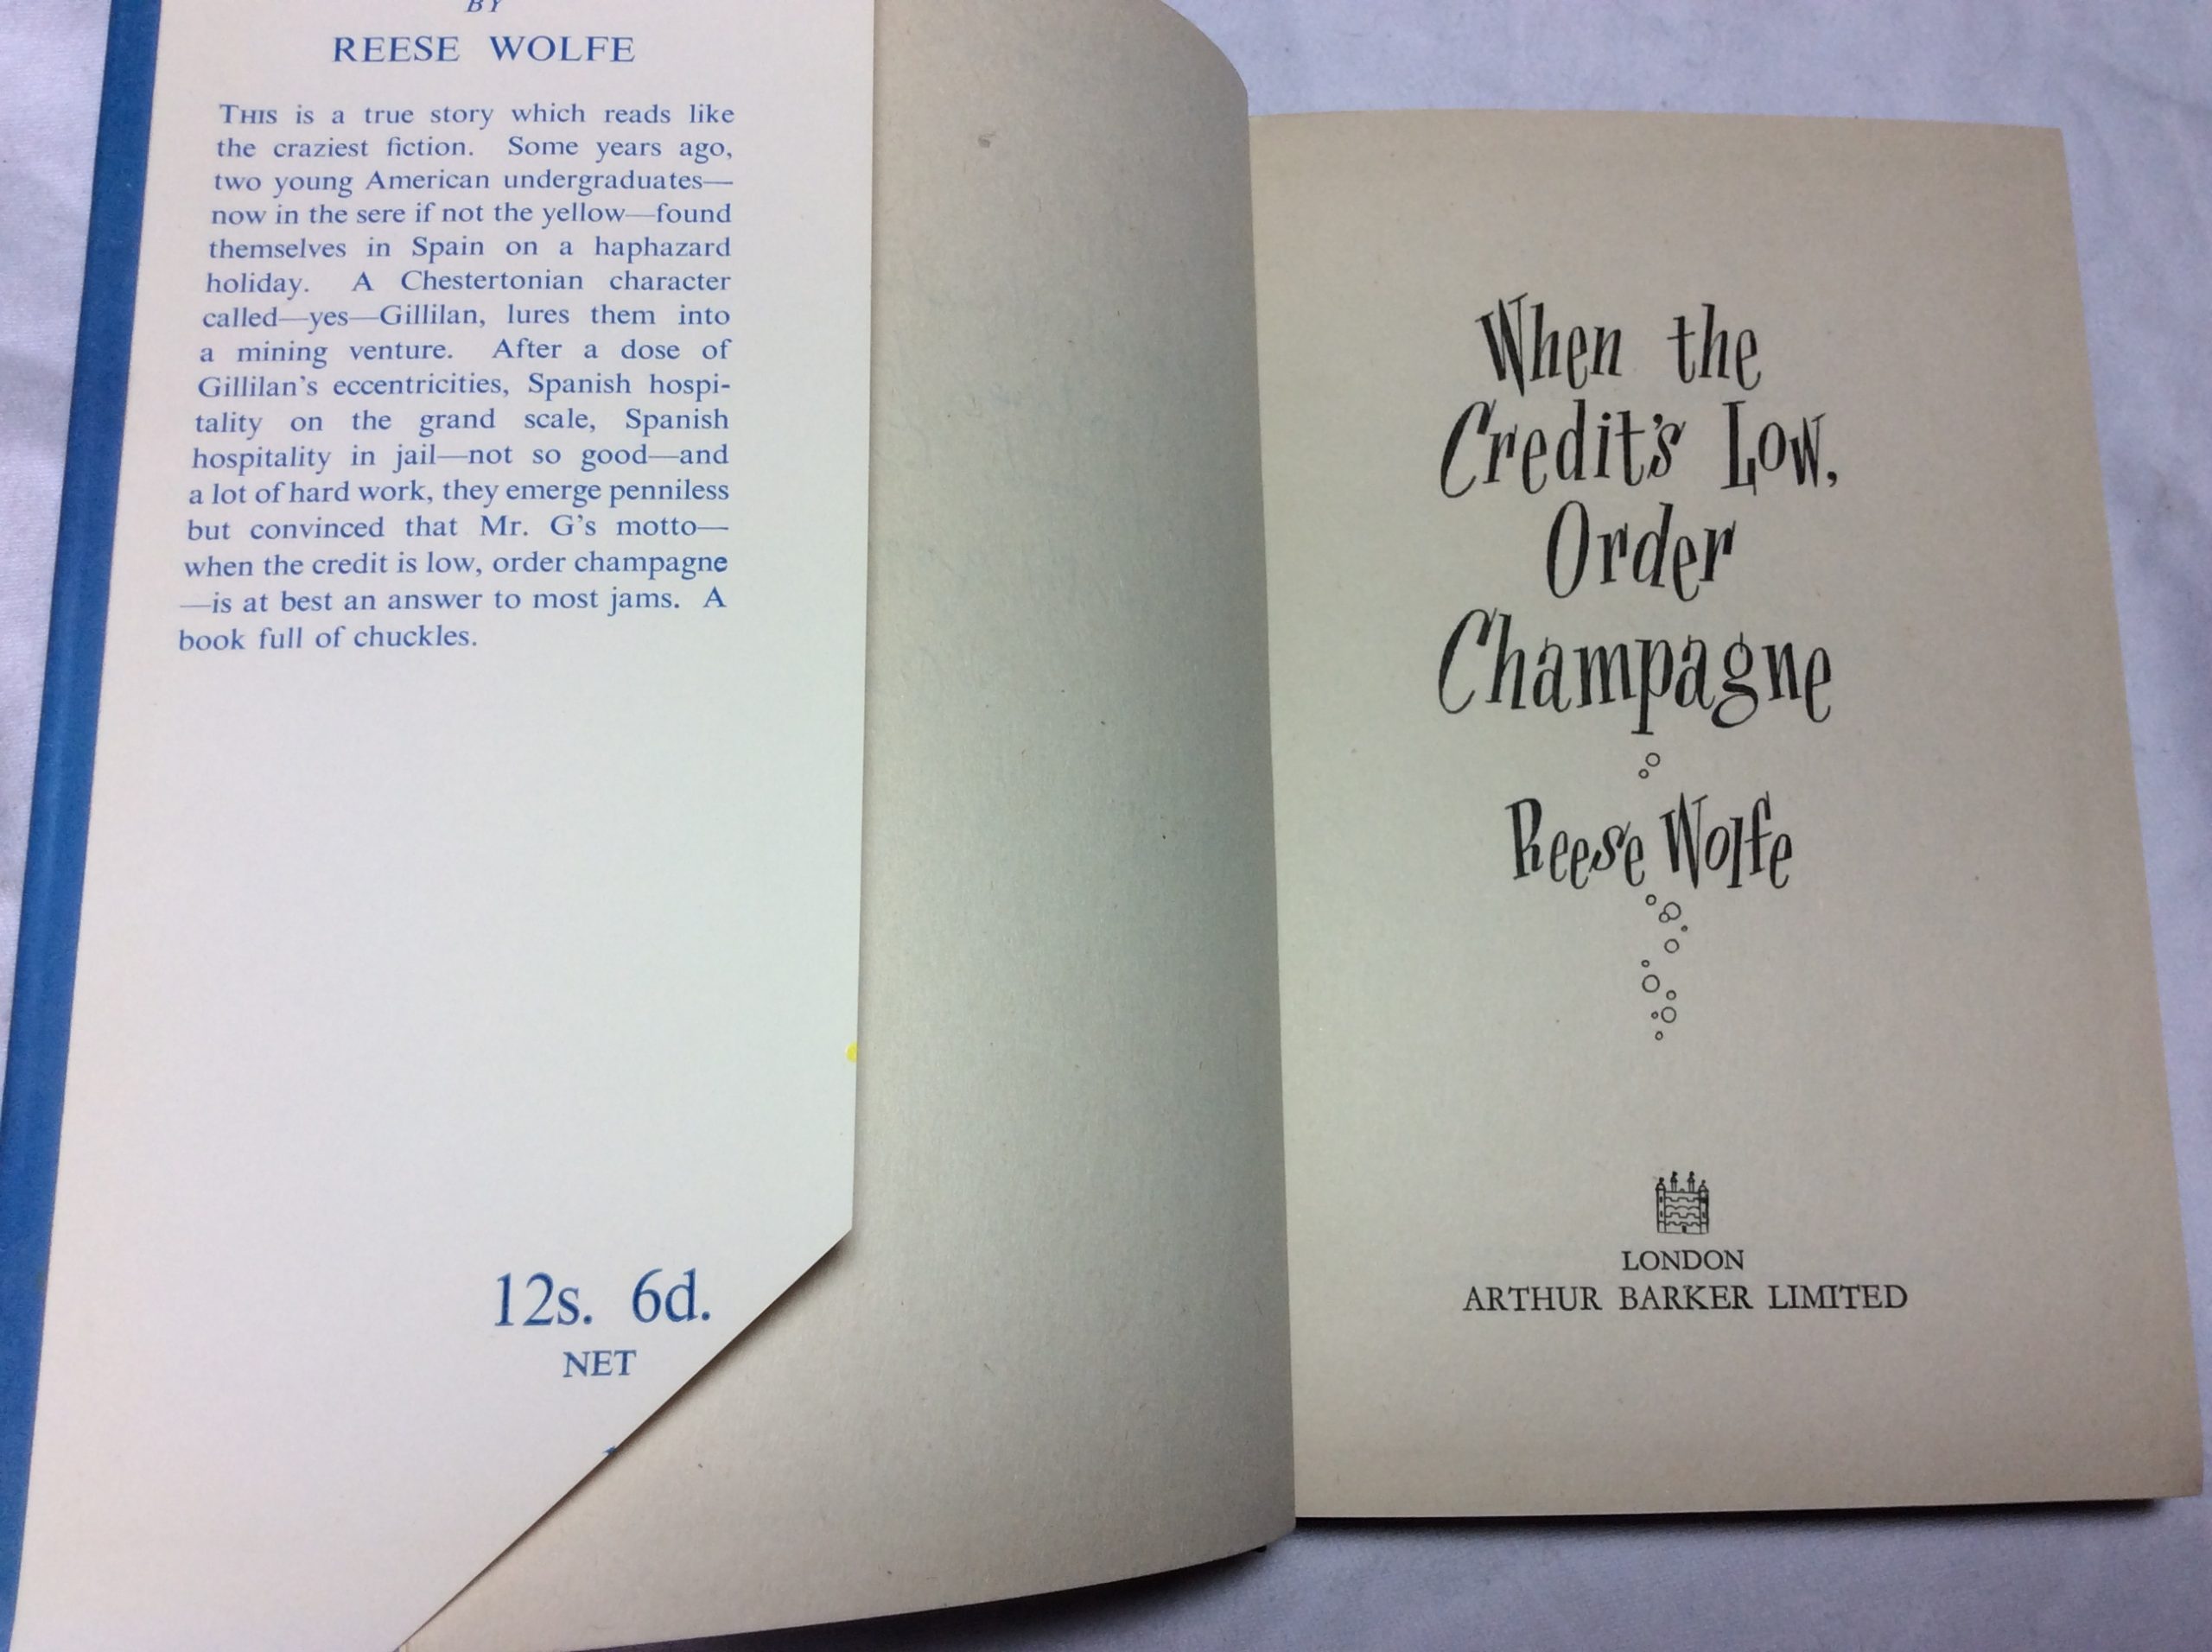 BY
REESE WOLFE
THIS is a true story which reads like
the craziest fiction. Some years ago,
two young American undergraduates—
now in the sere if not the yellow—found
themselves in Spain on a haphazard
holiday. A Chestertonian character
called—yes—Gillilan, lures them into
a mining venture. After a dose of
Gillilan's eccentricities, Spanish hospi-
tality on the grand scale, Spanish
hospitality in jail—not so good—and
a lot of hard work, they emerge penniless
but convinced that Mr. G's motto—
when the credit is low, order champagne
—is at best an answer to most jams. A
book full of chuckles.
12s. 6d.
NET
When the
Credit's Low,
Order
Champagne
Reese Wolfe
LONDON
ARTHUR BARKER LIMITED